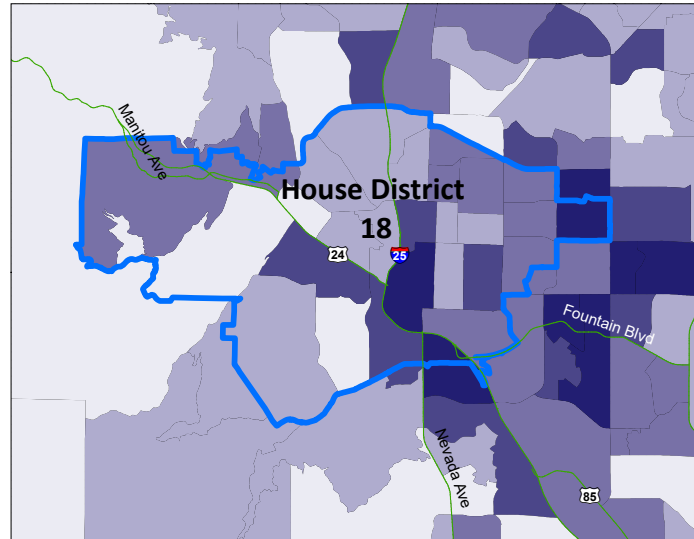 Manitou Ave
House District
18
24
25
Fountain Blvd
Nevada Ave
85